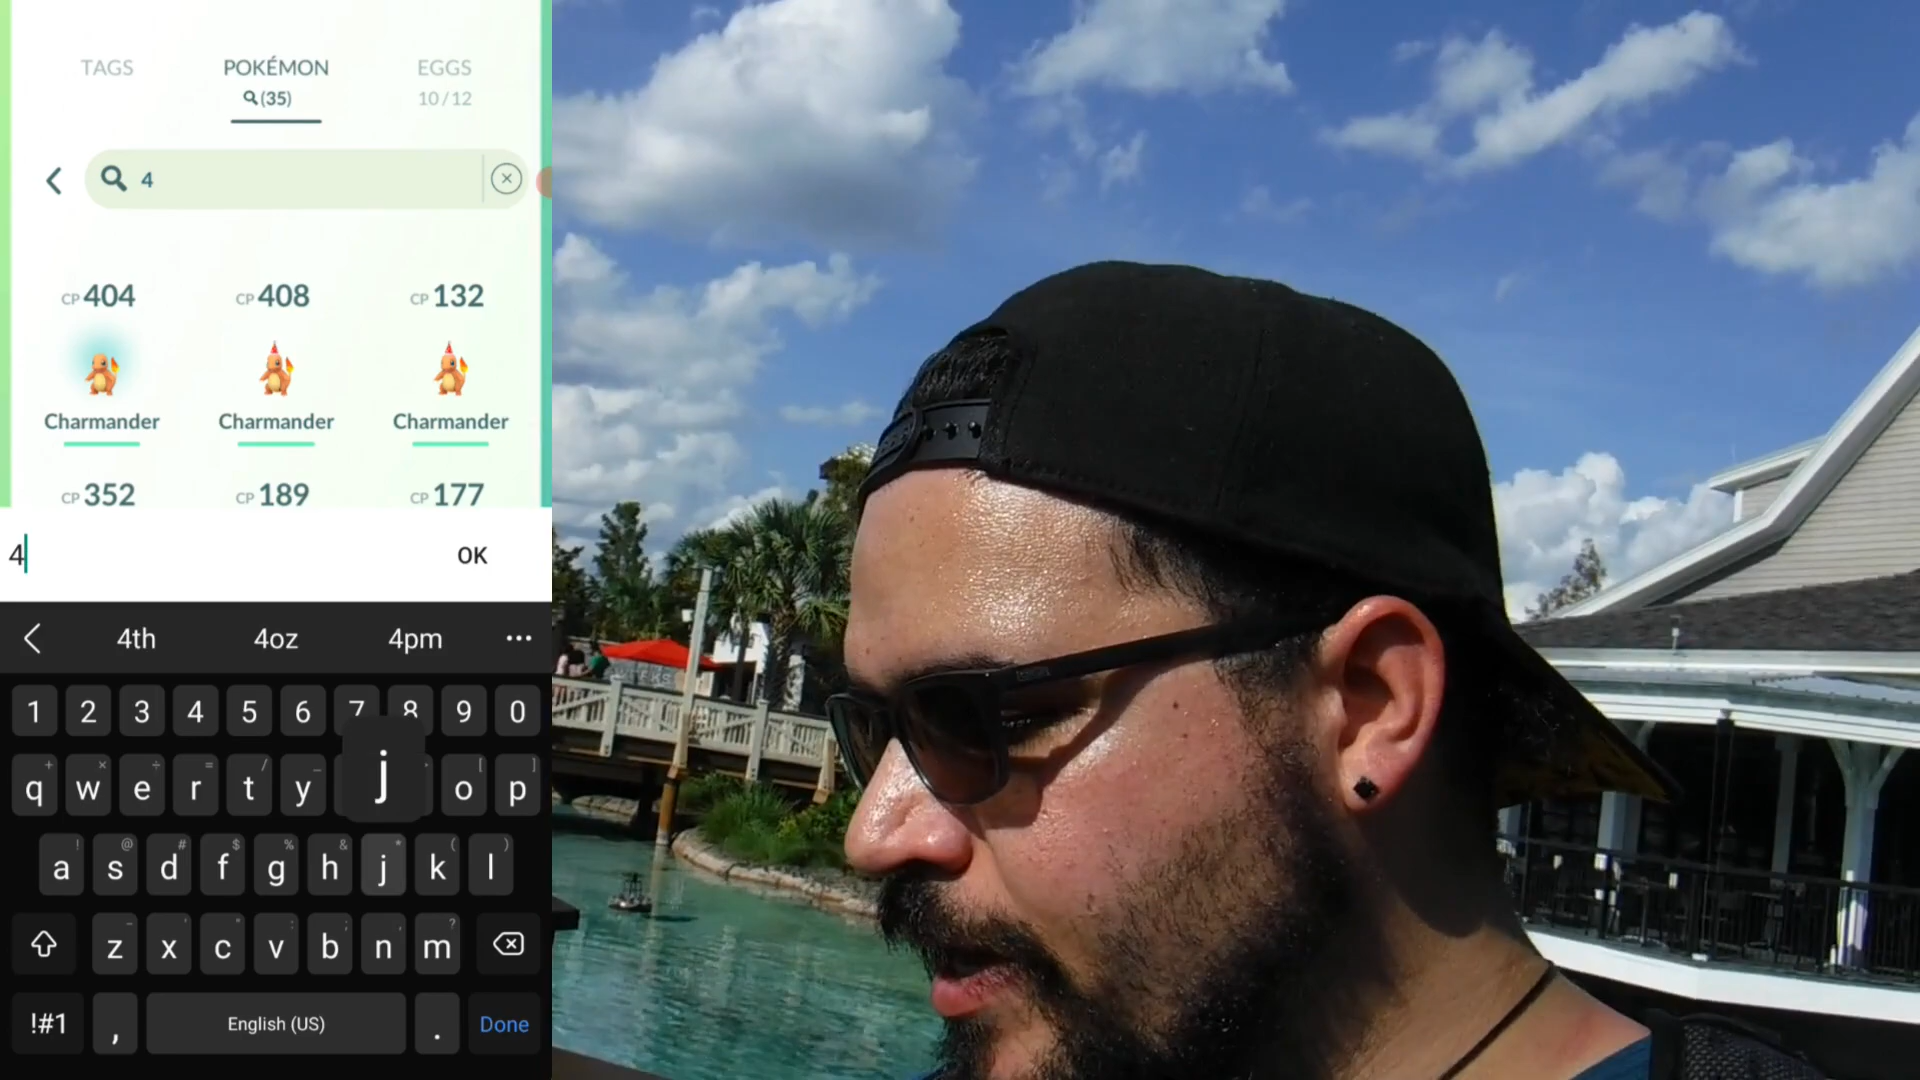 TAGS POKÉMON EGGS
(35) 10/12
4
CP 404 CP 408 CP 132
Charmander Charmander Charmander
CP 352 CP 189 CP 177
4 OK
4th 4oz 4pm ...
1 2 3 4 5 6 7 8 9 0
+ × ÷ = / _ [ ]
q w e r t y j o p
! @ # $ % & * ( )
a s d f g h j k l
- ' " : ; , ?
z x c v b n m
!#1 , English (US) . Done